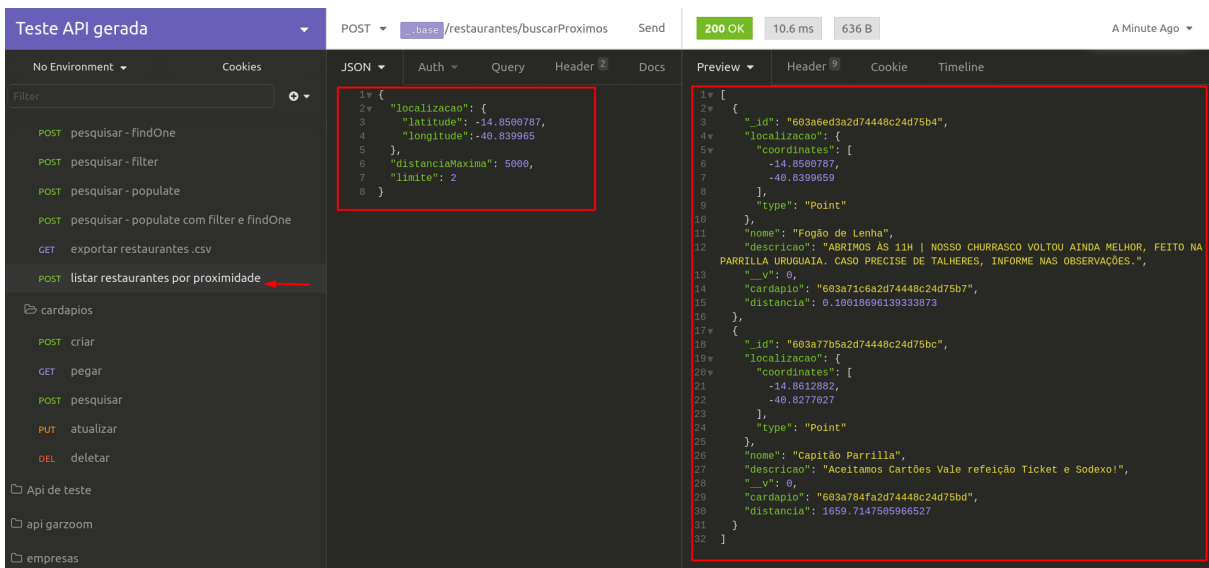 Teste API gerada
No Environment
Cookies
Filter
POST pesquisar - findOne
POST pesquisar - filter
POST pesquisar - populate
POST pesquisar - populate com filter e findOne
GET exportar restaurantes .csv
POST listar restaurantes por proximidade
cardapios
POST criar
GET pegar
POST pesquisar
PUT atualizar
DEL deletar
Api de teste
api garzoom
empresas
POST _.base /restaurantes/buscarProximos Send
JSON Auth Query Header 2 Docs
1 {
2 "localizacao": {
3 "latitude": -14.8500787,
4 "longitude":-40.839965
5 },
6 "distanciaMaxima": 5000,
7 "limite": 2
8 }
200 OK 10.6 ms 636 B A Minute Ago
Preview Header 9 Cookie Timeline
1 [
2 {
3 "_id": "603a6ed3a2d74448c24d75b4",
4 "localizacao": {
5 "coordinates": [
6 -14.8500787,
7 -40.8399659
8 ],
9 "type": "Point"
10 },
11 "nome": "Fogão de Lenha",
12 "descricao": "ABRIMOS ÀS 11H | NOSSO CHURRASCO VOLTOU AINDA MELHOR, FEITO NA
PARRILLA URUGUAIA. CASO PRECISE DE TALHERES, INFORME NAS OBSERVAÇÕES.",
13 "__v": 0,
14 "cardapio": "603a71c6a2d74448c24d75b7",
15 "distancia": 0.10018696139333873
16 },
17 {
18 "_id": "603a77b5a2d74448c24d75bc",
19 "localizacao": {
20 "coordinates": [
21 -14.8612882,
22 -40.8277027
23 ],
24 "type": "Point"
25 },
26 "nome": "Capitão Parrilla",
27 "descricao": "Aceitamos Cartões Vale refeição Ticket e Sodexo!",
28 "__v": 0,
29 "cardapio": "603a784fa2d74448c24d75bd",
30 "distancia": 1659.7147505966527
31 }
32 ]